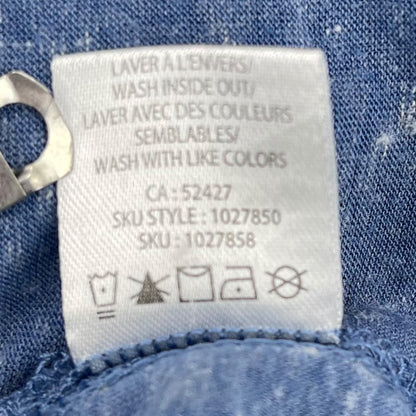 LAVER À L'ENVERS/
WASH INSIDE OUT/
LAVER AVEC DES COULEURS
SEMBLABLES/
WASH WITH LIKE COLORS
CA : 52427
SKU STYLE : 1027850
SKU : 1027858